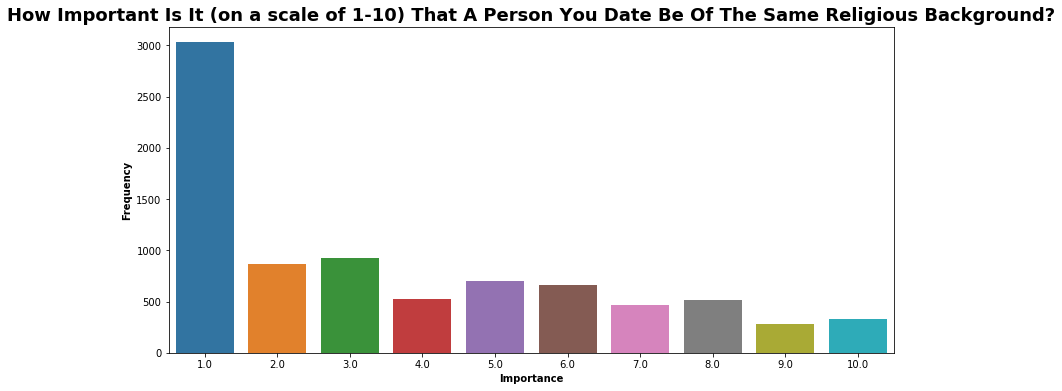 How Important Is It (on a scale of 1-10) That A Person You Date Be Of The Same Religious Background?
3000
2500
2000
1500
1000
500
0
Frequency
1.0 2.0 3.0 4.0 5.0 6.0 7.0 8.0 9.0 10.0
Importance